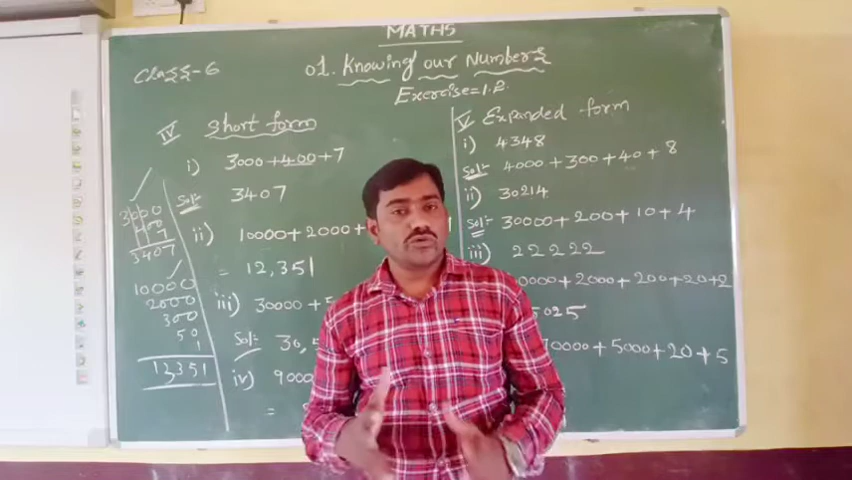 MATHS
Class-6
01. Knowing our Numbers
Exercise=1.2.
IV Short form
i) 3000+400+7
Sol:- 3407
ii) 10000+2000+
= 12,351
iii) 30000+
Sol:- 30,5
iv) 9000
=
3000
400
7
3407
10000
2000
300
50
1
12351
V Expanded form
i) 4348
Sol:- 4000+300+40+8
ii) 30214
Sol:- 30000+200+10+4
iii) 22222
0000+2000+200+20+2
5025
70000+5000+20+5